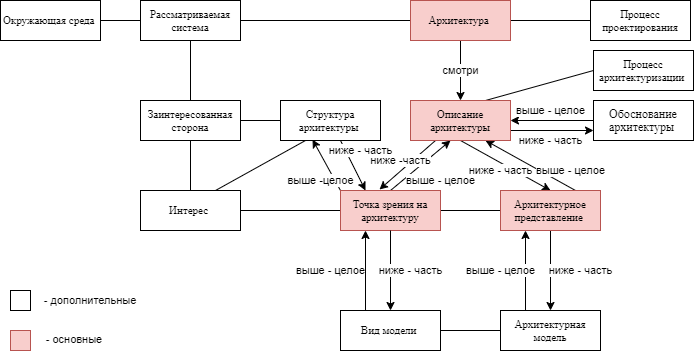 Окружающая среда
Рассматриваемая
система
Архитектура
Процесс
проектирования
смотри
Процесс
архитектуризации
Заинтересованная
сторона
Структура
архитектуры
Описание
архитектуры
выше - целое
Обоснование
архитектуры
ниже - часть
ниже -часть
ниже -часть
выше -целое
выше - целое
ниже - часть
выше - целое
Интерес
Точка зрения на
архитектуру
Архитектурное
представление
выше - целое
ниже - часть
выше - целое
ниже - часть
- дополнительные
Вид модели
Архитектурная
модель
- основные